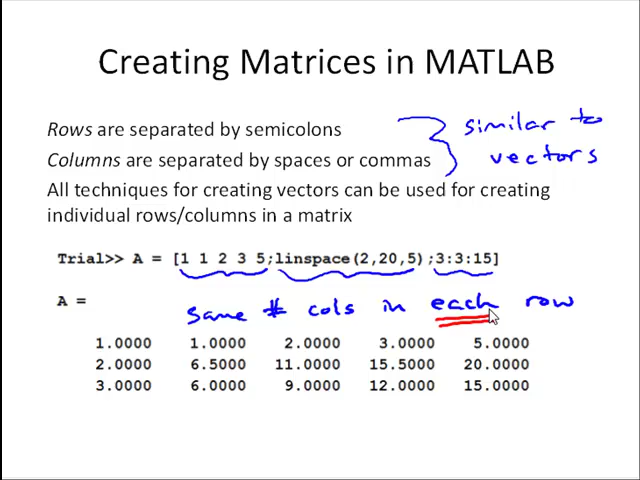 Creating Matrices in MATLAB
Rows are separated by semicolons
Columns are separated by spaces or commas
similar to
vectors
All techniques for creating vectors can be used for creating
individual rows/columns in a matrix
Trial>> A = [1 1 2 3 5;linspace(2,20,5) ;3:3:15]
A =
same # cols in each row
1.0000 1.0000 2.0000 3.0000 5.0000
2.0000 6.5000 11.0000 15.5000 20.0000
3.0000 6.0000 9.0000 12.0000 15.0000